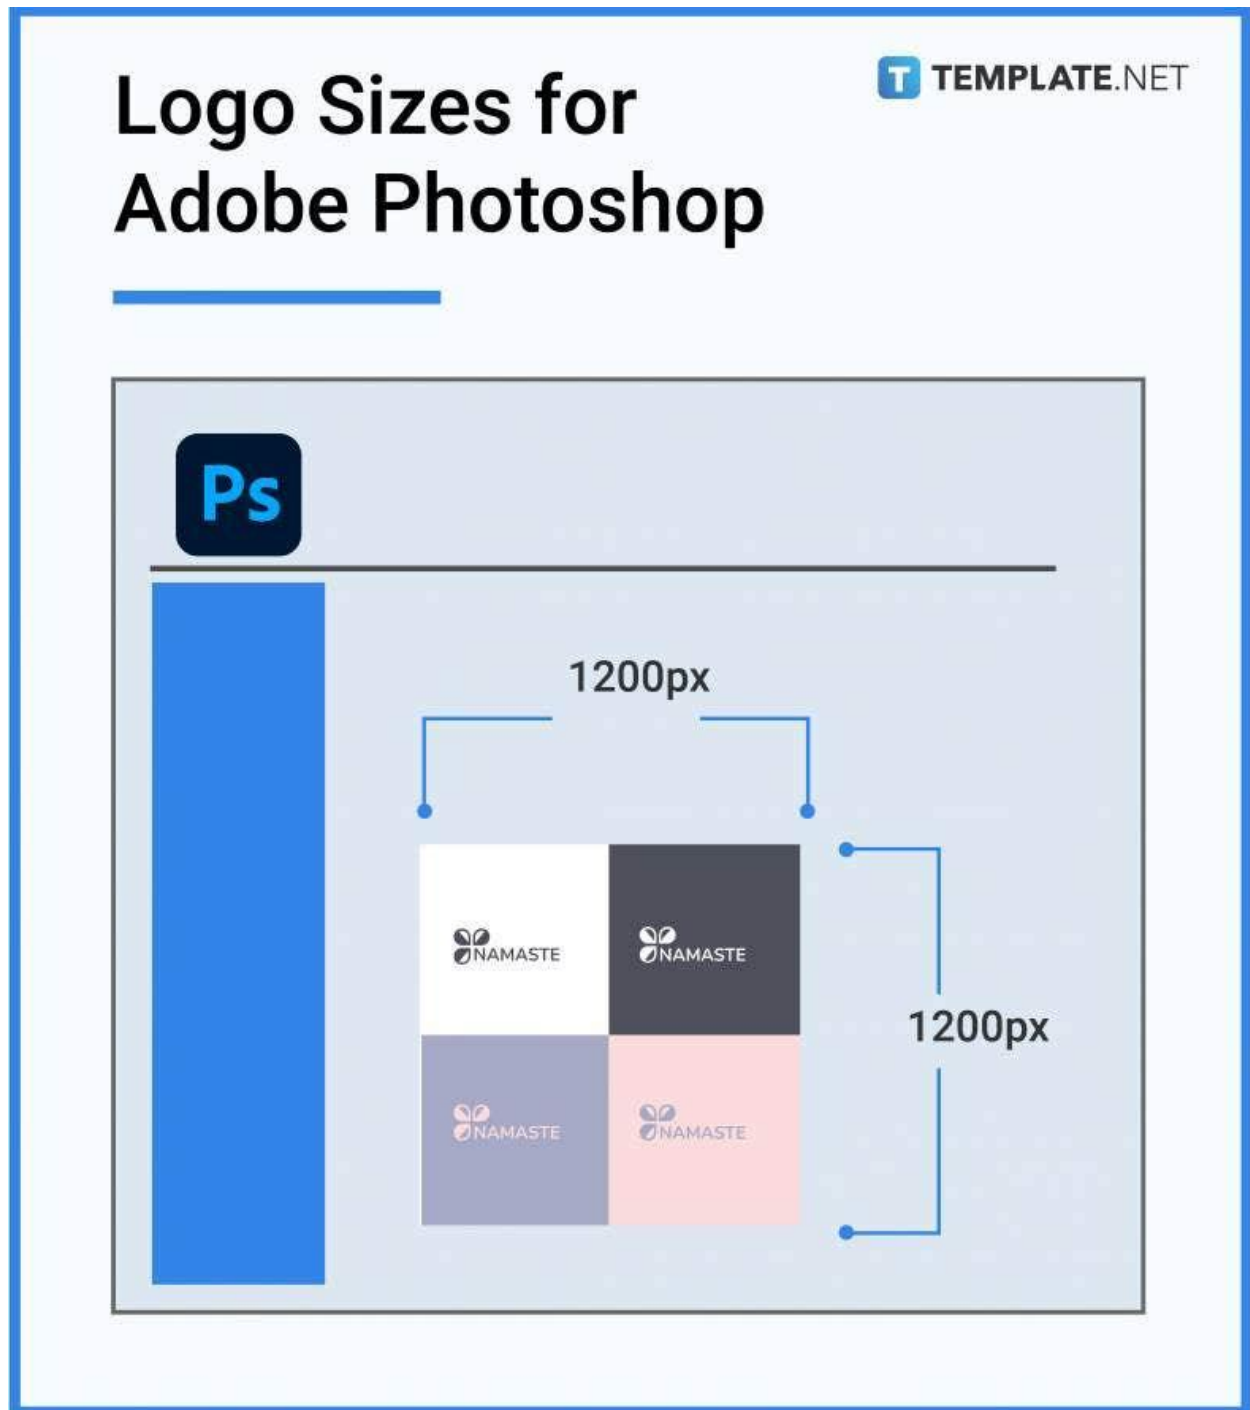 Logo Sizes for
Adobe Photoshop
T TEMPLATE.NET
Ps
1200px
NAMASTE
NAMASTE
1200px
NAMASTE
NAMASTE